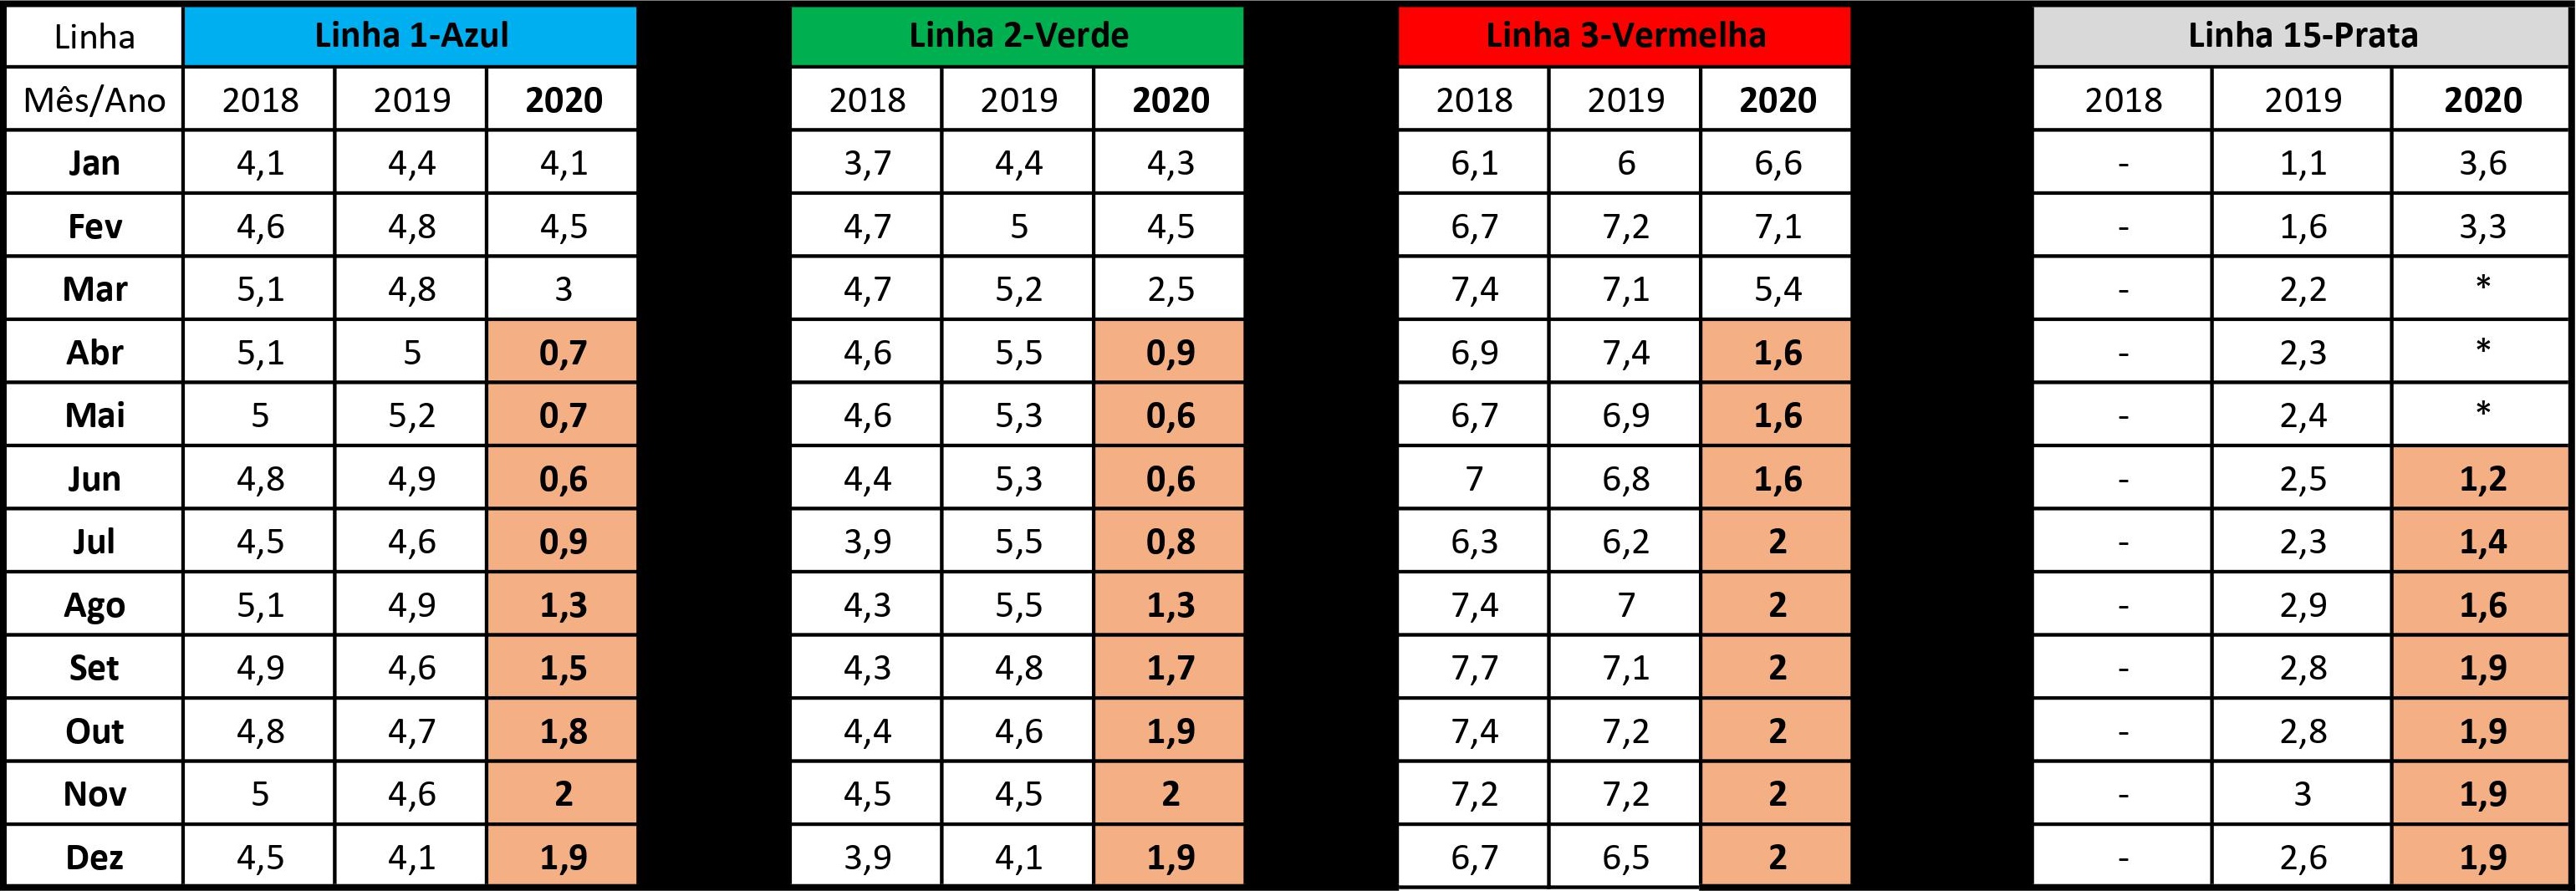 Linha Linha 1-Azul Linha 2-Verde Linha 3-Vermelha Linha 15-Prata
Mês/Ano 2018 2019 2020 2018 2019 2020 2018 2019 2020 2018 2019 2020
Jan 4,1 4,4 4,1 3,7 4,4 4,3 6,1 6 6,6 - 1,1 3,6
Fev 4,6 4,8 4,5 4,7 5 4,5 6,7 7,2 7,1 - 1,6 3,3
Mar 5,1 4,8 3 4,7 5,2 2,5 7,4 7,1 5,4 - 2,2 *
Abr 5,1 5 0,7 4,6 5,5 0,9 6,9 7,4 1,6 - 2,3 *
Mai 5 5,2 0,7 4,6 5,3 0,6 6,7 6,9 1,6 - 2,4 *
Jun 4,8 4,9 0,6 4,4 5,3 0,6 7 6,8 1,6 - 2,5 1,2
Jul 4,5 4,6 0,9 3,9 5,5 0,8 6,3 6,2 2 - 2,3 1,4
Ago 5,1 4,9 1,3 4,3 5,5 1,3 7,4 7 2 - 2,9 1,6
Set 4,9 4,6 1,5 4,3 4,8 1,7 7,7 7,1 2 - 2,8 1,9
Out 4,8 4,7 1,8 4,4 4,6 1,9 7,4 7,2 2 - 2,8 1,9
Nov 5 4,6 2 4,5 4,5 2 7,2 7,2 2 - 3 1,9
Dez 4,5 4,1 1,9 3,9 4,1 1,9 6,7 6,5 2 - 2,6 1,9